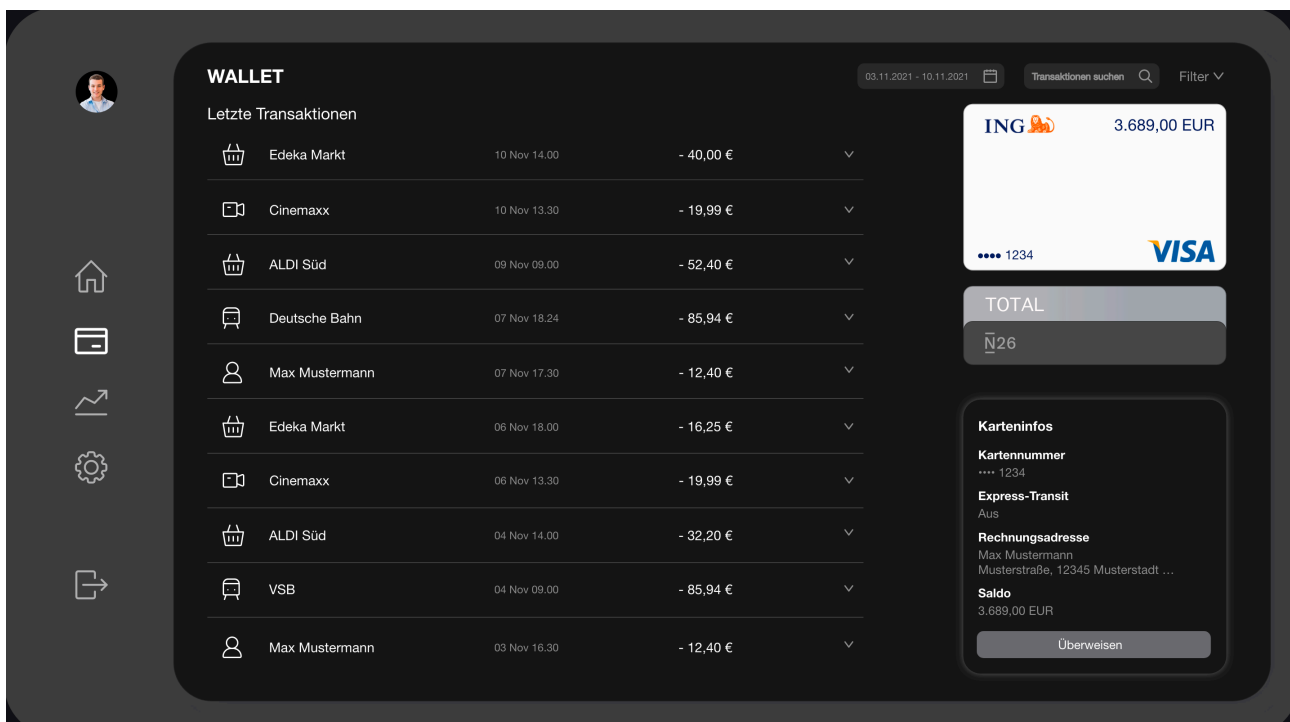 WALLET
03.11.2021 - 10.11.2021
Transaktionen suchen
Filter
Letzte Transaktionen
Edeka Markt 10 Nov 14.00 - 40,00 €
Cinemaxx 10 Nov 13.30 - 19,99 €
ALDI Süd 09 Nov 09.00 - 52,40 €
Deutsche Bahn 07 Nov 18.24 - 85,94 €
Max Mustermann 07 Nov 17.30 - 12,40 €
Edeka Markt 06 Nov 18.00 - 16,25 €
Cinemaxx 06 Nov 13.30 - 19,99 €
ALDI Süd 04 Nov 14.00 - 32,20 €
VSB 04 Nov 09.00 - 85,94 €
Max Mustermann 03 Nov 16.30 - 12,40 €
ING 3.689,00 EUR
•••• 1234 VISA
TOTAL
N26
Karteninfos
Kartennummer
•••• 1234
Express-Transit
Aus
Rechnungsadresse
Max Mustermann
Musterstraße, 12345 Musterstadt ...
Saldo
3.689,00 EUR
Überweisen